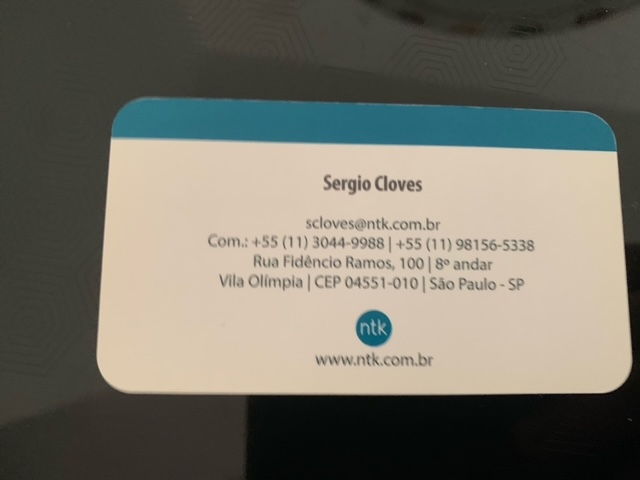 Sergio Cloves
scloves@ntk.com.br
Com.: +55 (11) 3044-9988 | +55 (11) 98156-5338
Rua Fidêncio Ramos, 100 | 8º andar
Vila Olímpia | CEP 04551-010 | São Paulo - SP
ntk
www.ntk.com.br